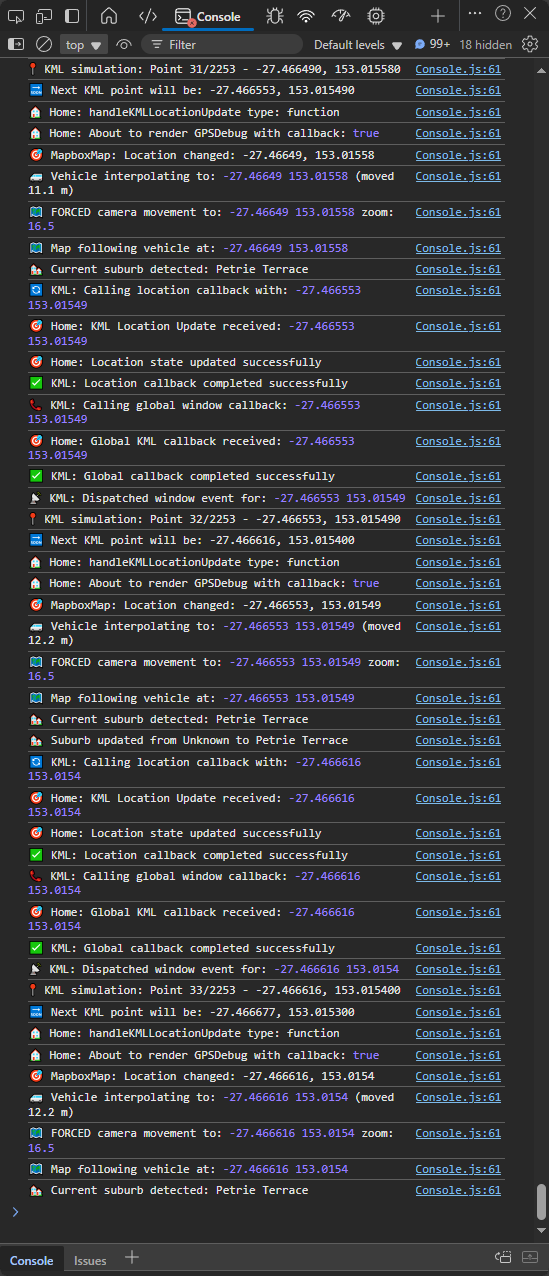 Console
top
Filter
Default levels
99+
18 hidden
KML simulation: Point 31/2253 - -27.466490, 153.015580 Console.js:61
Next KML point will be: -27.466553, 153.015490 Console.js:61
Home: handleKMLLocationUpdate type: function Console.js:61
Home: About to render GPSDebug with callback: true Console.js:61
MapboxMap: Location changed: -27.46649, 153.01558 Console.js:61
Vehicle interpolating to: -27.46649 153.01558 (moved Console.js:61
11.1 m)
FORCED camera movement to: -27.46649 153.01558 zoom: Console.js:61
16.5
Map following vehicle at: -27.46649 153.01558 Console.js:61
Current suburb detected: Petrie Terrace Console.js:61
KML: Calling location callback with: -27.466553 Console.js:61
153.01549
Home: KML Location Update received: -27.466553 Console.js:61
153.01549
Home: Location state updated successfully Console.js:61
KML: Location callback completed successfully Console.js:61
KML: Calling global window callback: -27.466553 Console.js:61
153.01549
Home: Global KML callback received: -27.466553 Console.js:61
153.01549
KML: Global callback completed successfully Console.js:61
KML: Dispatched window event for: -27.466553 153.01549 Console.js:61
KML simulation: Point 32/2253 - -27.466553, 153.015490 Console.js:61
SOON Next KML point will be: -27.466616, 153.015400 Console.js:61
Home: handleKMLLocationUpdate type: function Console.js:61
Home: About to render GPSDebug with callback: true Console.js:61
MapboxMap: Location changed: -27.466553, 153.01549 Console.js:61
Vehicle interpolating to: -27.466553 153.01549 (moved Console.js:61
12.2 m)
FORCED camera movement to: -27.466553 153.01549 zoom: Console.js:61
16.5
Map following vehicle at: -27.466553 153.01549 Console.js:61
Current suburb detected: Petrie Terrace Console.js:61
Suburb updated from Unknown to Petrie Terrace Console.js:61
KML: Calling location callback with: -27.466616 Console.js:61
153.0154
Home: KML Location Update received: -27.466616 Console.js:61
153.0154
Home: Location state updated successfully Console.js:61
KML: Location callback completed successfully Console.js:61
KML: Calling global window callback: -27.466616 Console.js:61
153.0154
Home: Global KML callback received: -27.466616 Console.js:61
153.0154
KML: Global callback completed successfully Console.js:61
KML: Dispatched window event for: -27.466616 153.0154 Console.js:61
KML simulation: Point 33/2253 - -27.466616, 153.015400 Console.js:61
Next KML point will be: -27.466677, 153.015300 Console.js:61
Home: handleKMLLocationUpdate type: function Console.js:61
Home: About to render GPSDebug with callback: true Console.js:61
MapboxMap: Location changed: -27.466616, 153.0154 Console.js:61
Vehicle interpolating to: -27.466616 153.0154 (moved Console.js:61
12.2 m)
FORCED camera movement to: -27.466616 153.0154 zoom: Console.js:61
16.5
Map following vehicle at: -27.466616 153.0154 Console.js:61
Current suburb detected: Petrie Terrace Console.js:61
Console
Issues